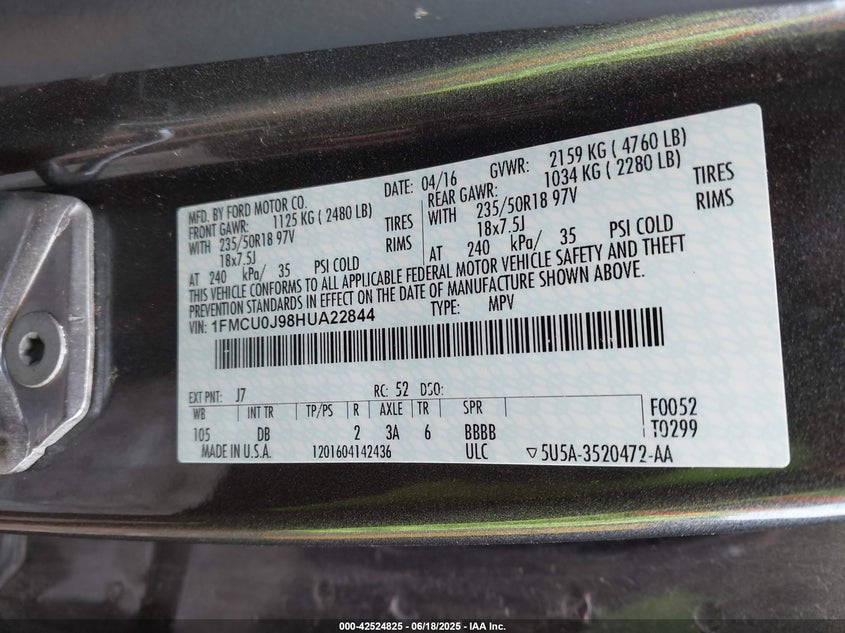 MFD. BY FORD MOTOR CO.
DATE: 04/16 GVWR: 2159 KG ( 4760 LB)
FRONT GAWR: 1125 KG ( 2480 LB)
REAR GAWR: 1034 KG ( 2280 LB)
WITH 235/50R18 97V TIRES
WITH 235/50R18 97V TIRES
18x7.5J RIMS
18x7.5J RIMS
AT 240 kPa/ 35 PSI COLD
AT 240 kPa/ 35 PSI COLD
THIS VEHICLE CONFORMS TO ALL APPLICABLE FEDERAL MOTOR VEHICLE SAFETY AND THEFT
PREVENTION STANDARDS IN EFFECT ON THE DATE OF MANUFACTURE SHOWN ABOVE.
VIN: 1FMCU0J98HUA22844 TYPE: MPV
EXT PNT: J7 RC: 52 DSO:
WB INT TR TP/PS R AXLE TR SPR F0052
105 DB 2 3A 6 BBBB T0299
MADE IN U.S.A. 1201604142436 ULC ▽5U5A-3520472-AA
000-42524825 - 06/18/2025 - IAA Inc.